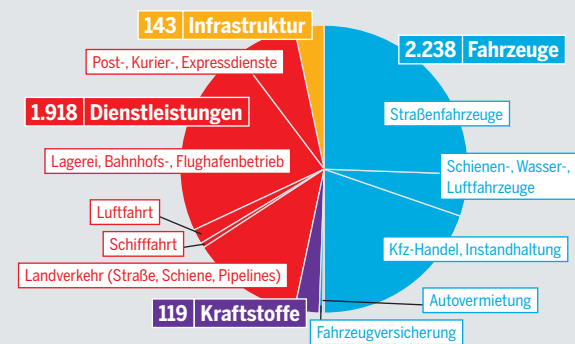 143 Infrastruktur
2.238 Fahrzeuge
Post-, Kurier-, Expressdienste
1.918 Dienstleistungen
Straßenfahrzeuge
Lagerei, Bahnhofs-, Flughafenbetrieb
Schienen-, Wasser-,
Luftfahrzeuge
Luftfahrt
Schifffahrt
Kfz-Handel, Instandhaltung
Landverkehr (Straße, Schiene, Pipelines)
Autovermietung
119 Kraftstoffe
Fahrzeugversicherung